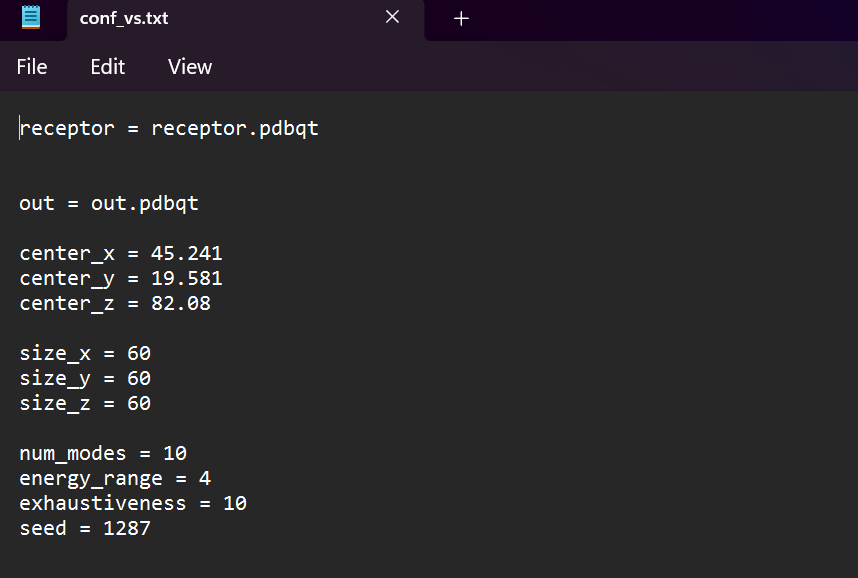 conf_vs.txt
File Edit View
receptor = receptor.pdbqt
out = out.pdbqt
center_x = 45.241
center_y = 19.581
center_z = 82.08
size_x = 60
size_y = 60
size_z = 60
num_modes = 10
energy_range = 4
exhaustiveness = 10
seed = 1287